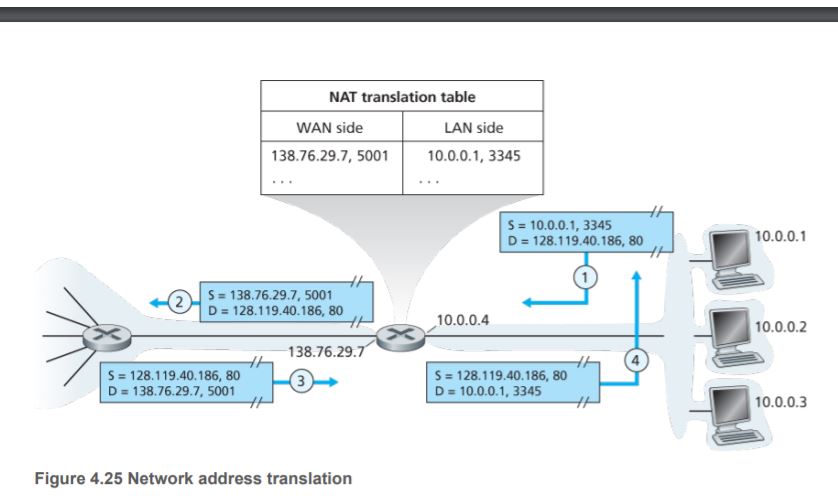 NAT translation table
WAN side LAN side
138.76.29.7, 5001 10.0.0.1, 3345
. . . . . .
S = 10.0.0.1, 3345
D = 128.119.40.186, 80
10.0.0.1
1
2
S = 138.76.29.7, 5001
D = 128.119.40.186, 80
10.0.0.4
10.0.0.2
138.76.29.7
4
S = 128.119.40.186, 80
D = 138.76.29.7, 5001
3
S = 128.119.40.186, 80
D = 10.0.0.1, 3345
10.0.0.3
Figure 4.25 Network address translation